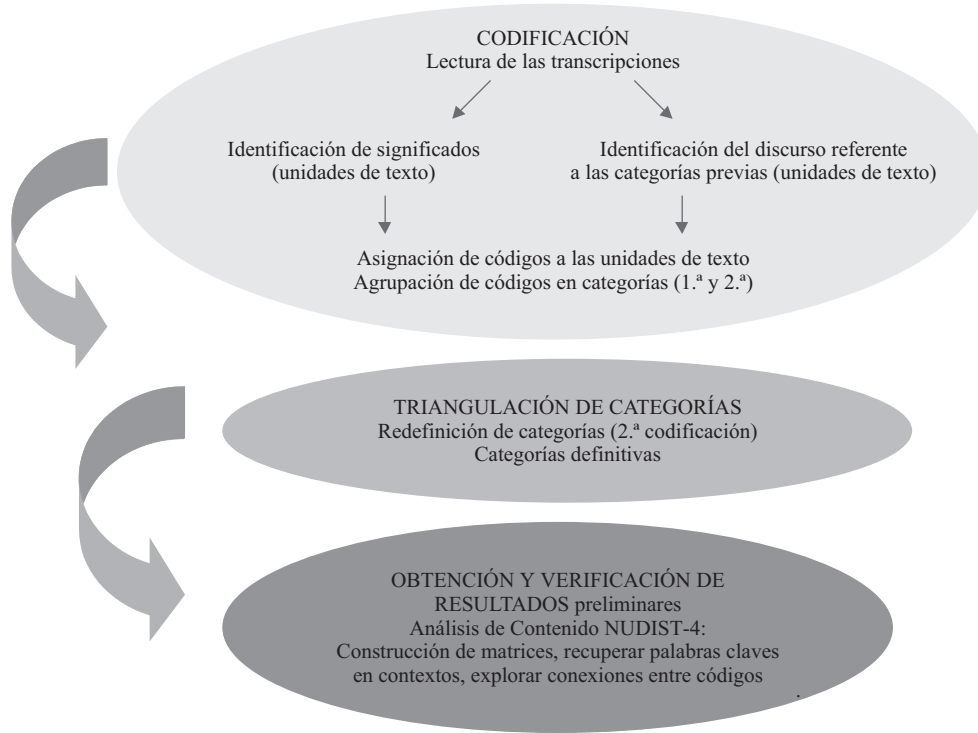 CODIFICACIÓN
Lectura de las transcripciones
Identificación de significados
(unidades de texto)
Identificación del discurso referente
a las categorías previas (unidades de texto)
Asignación de códigos a las unidades de texto
Agrupación de códigos en categorías (1.ª y 2.ª)
TRIANGULACIÓN DE CATEGORÍAS
Redefinición de categorías (2.ª codificación)
Categorías definitivas
OBTENCIÓN Y VERIFICACIÓN DE
RESULTADOS preliminares
Análisis de Contenido NUDIST-4:
Construcción de matrices, recuperar palabras claves
en contextos, explorar conexiones entre códigos
.